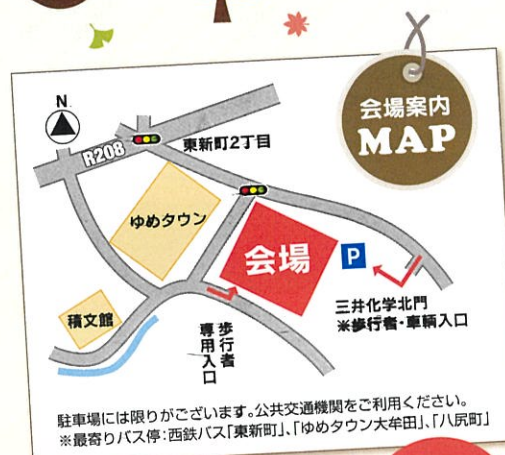 会場案内
MAP
N
R208
東新町2丁目
ゆめタウン
会場
P
積文館
歩行者
専用入口
三井化学北門
※歩行者・車輌入口
駐車場には限りがございます。公共交通機関をご利用ください。
※最寄りバス停:西鉄バス「東新町」、「ゆめタウン大牟田」、「八尻町」